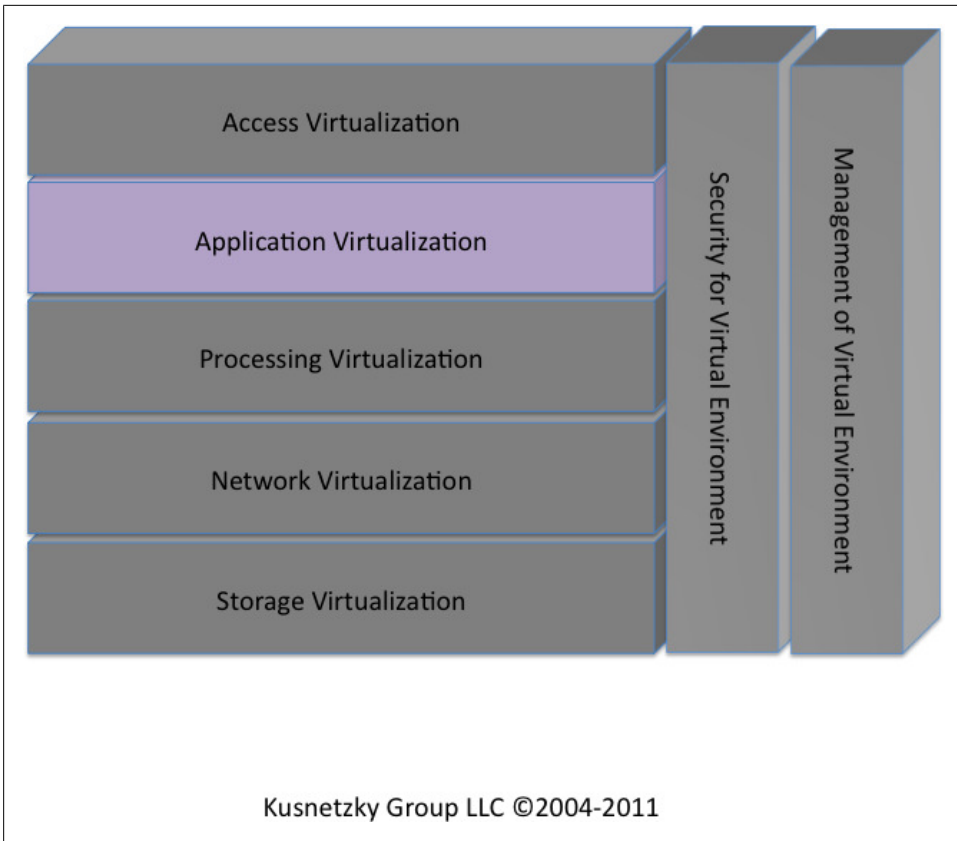 Access Virtualization
Application Virtualization
Processing Virtualization
Network Virtualization
Storage Virtualization
Security for Virtual Environment
Management of Virtual Environment
Kusnetzky Group LLC ©2004-2011